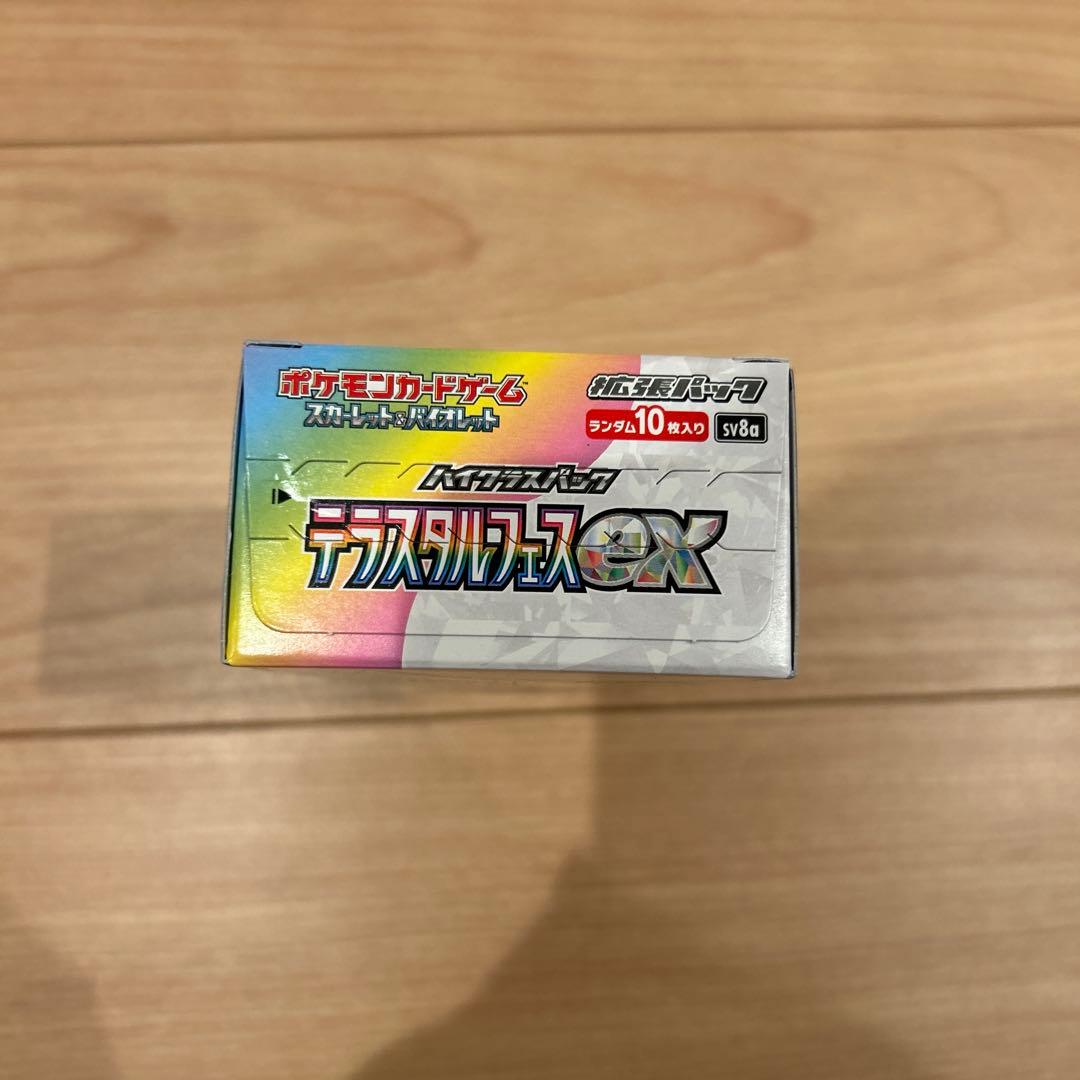 ポケモンカードゲーム™
スカーレット&バイオレット
拡張パック
ランダム10枚入り SV8a
ハイクラスパック
テラスタルフェスex